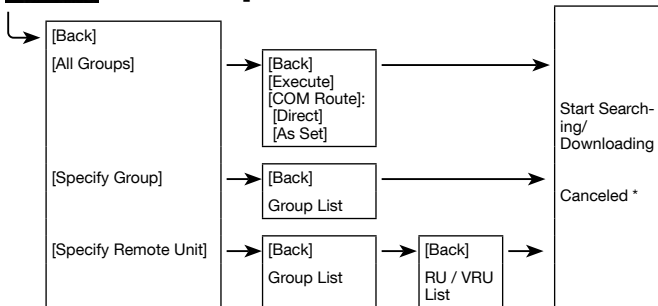 [Back]
[All Groups]
[Back]
[Execute]
[COM Route]:
[Direct]
[As Set]
Start Search-
ing/
Downloading
[Specify Group]
[Back]
Group List
Canceled *
[Specify Remote Unit]
[Back]
Group List
[Back]
RU / VRU
List